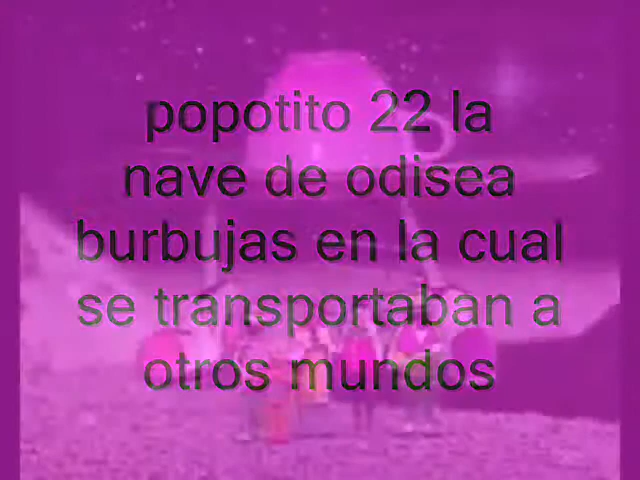 popotito 22 la
nave de odisea
burbujas en la cual
se transportaban a
otros mundos